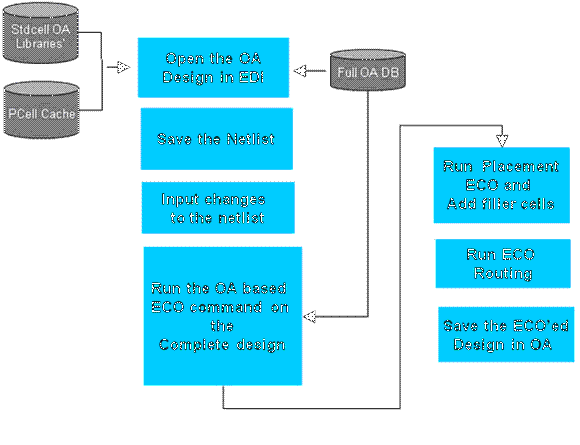 Stdcell OA
Libraries'
PCell Cache
Open the OA
Design in EDI
Full OA DB
Save the Netlist
Input changes
to the netlist
Run the OA based
ECO command on
the
Complete design
Run Placement
ECO and
Add filler cells
Run ECO
Routing
Save the ECO'ed
Design in OA